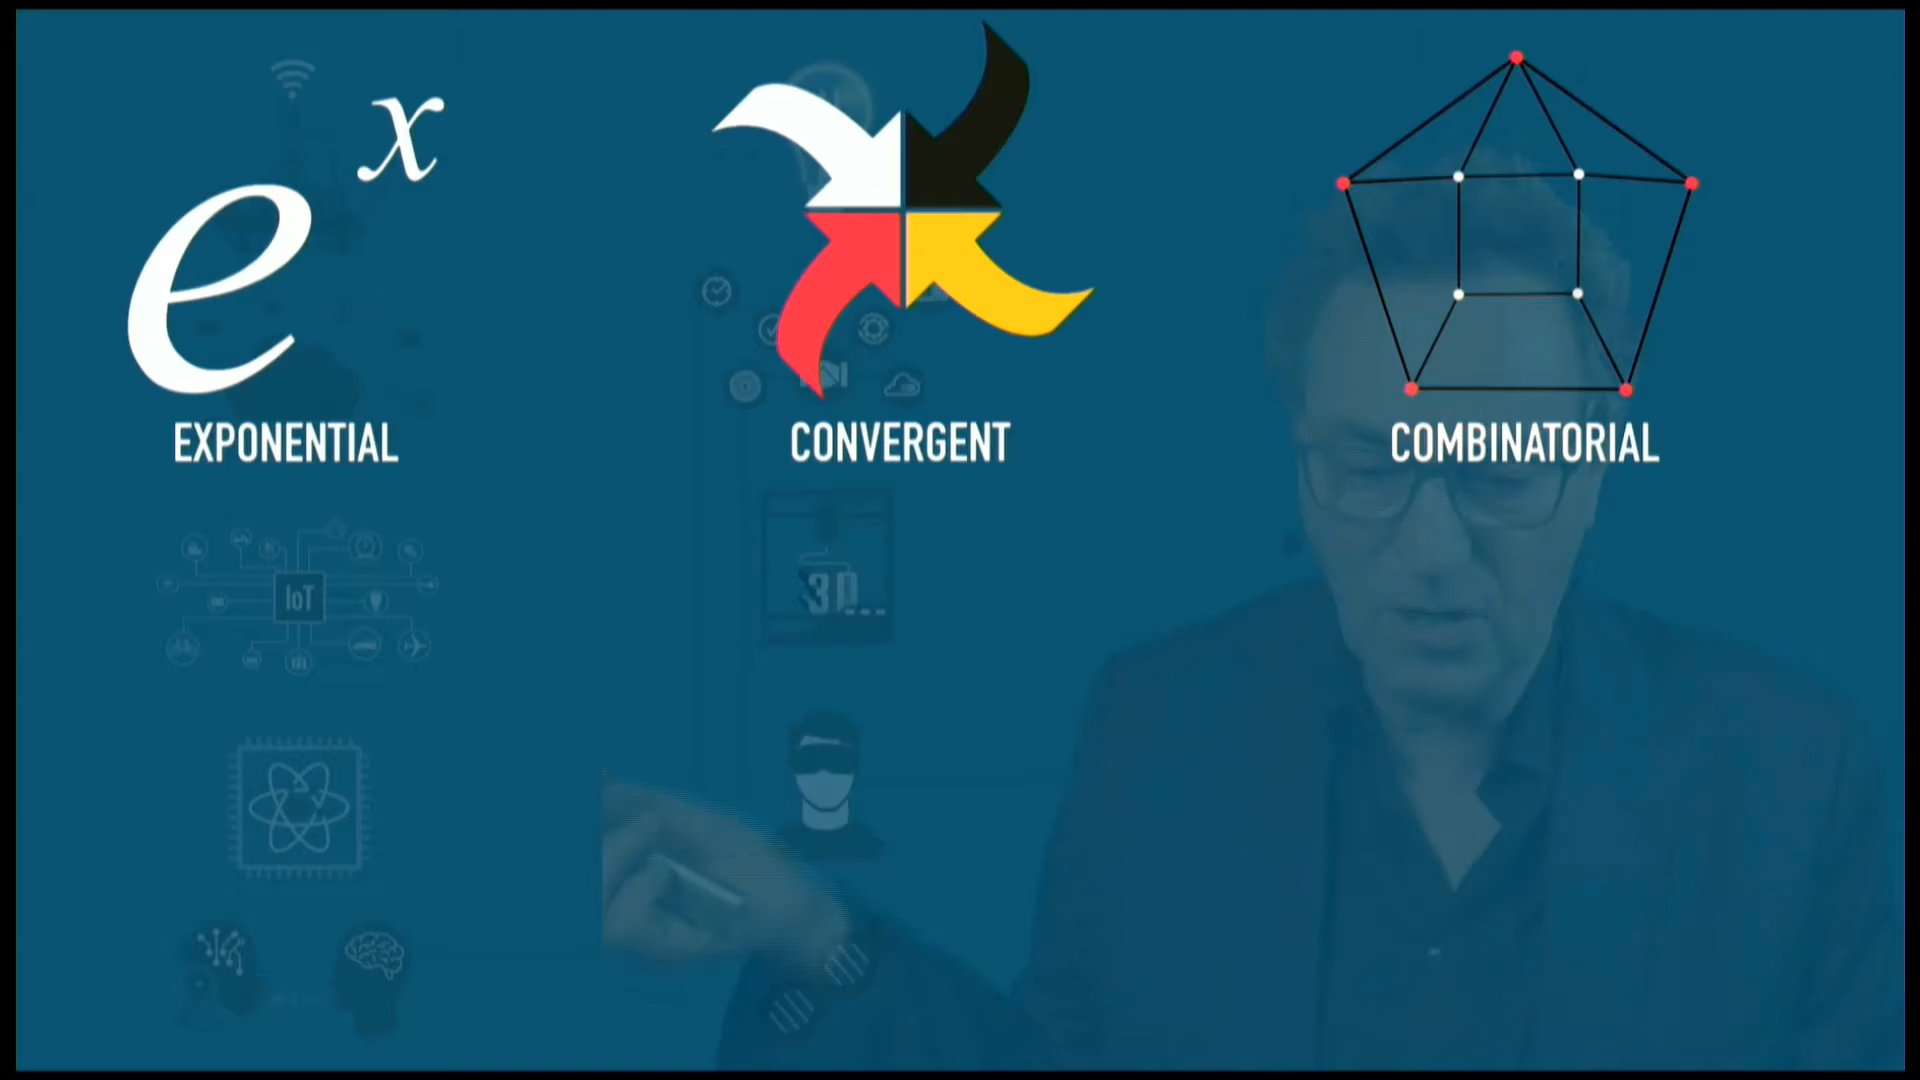 e^x
EXPONENTIAL
CONVERGENT
COMBINATORIAL
IoT
3D